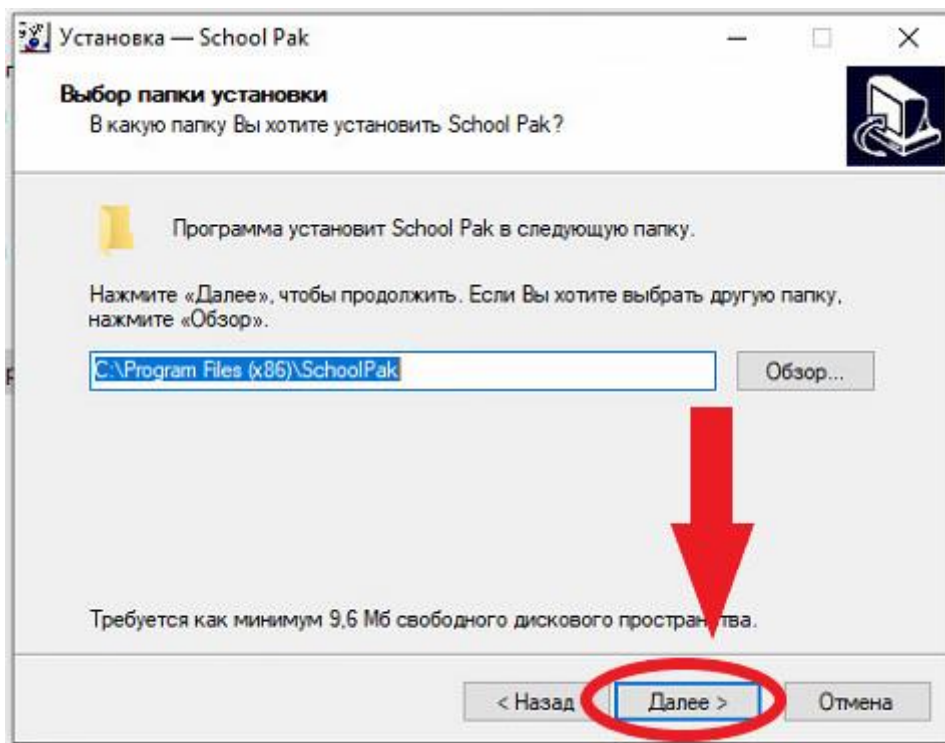 Установка — School Pak
Выбор папки установки
В какую папку Вы хотите установить School Pak?
Программа установит School Pak в следующую папку.
Нажмите «Далее», чтобы продолжить. Если Вы хотите выбрать другую папку,
нажмите «Обзор».
C:\Program Files (x86)\SchoolPak
Обзор...
Требуется как минимум 9,6 Мб свободного дискового пространства.
< Назад
Далее >
Отмена